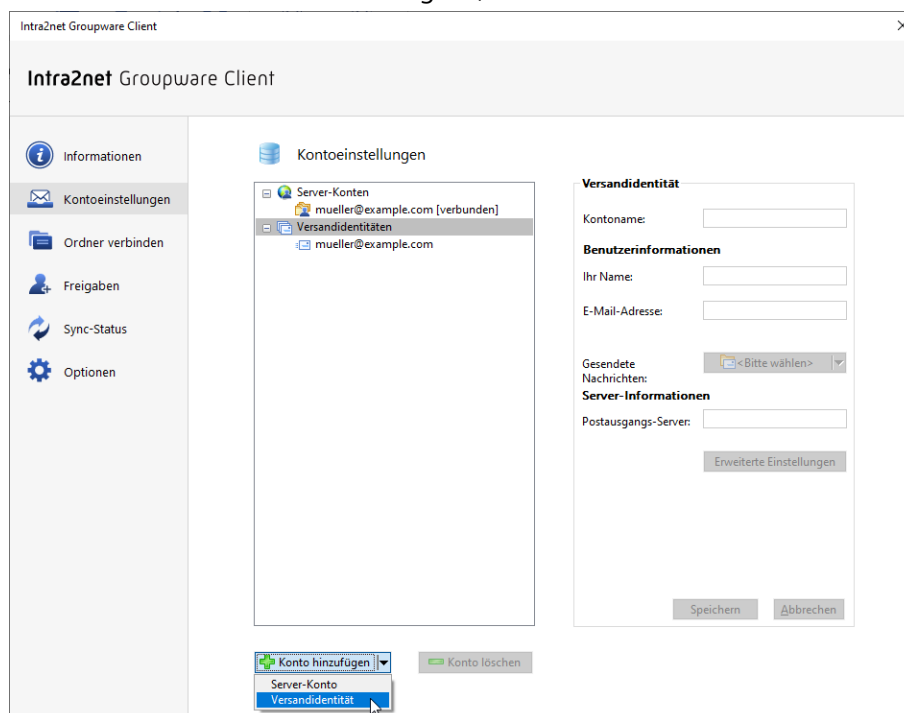 Intra2net Groupware Client
Intra2net Groupware Client
Informationen
Kontoeinstellungen
Ordner verbinden
Freigaben
Sync-Status
Optionen
Kontoeinstellungen
Server-Konten
mueller@example.com [verbunden]
Versandidentitäten
mueller@example.com
Konto hinzufügen
Konto löschen
Server-Konto
Versandidentität
Versandidentität
Kontoname:
Benutzerinformationen
Ihr Name:
E-Mail-Adresse:
Gesendete
Nachrichten:
<Bitte wählen>
Server-Informationen
Postausgangs-Server:
Erweiterte Einstellungen
Speichern
Abbrechen